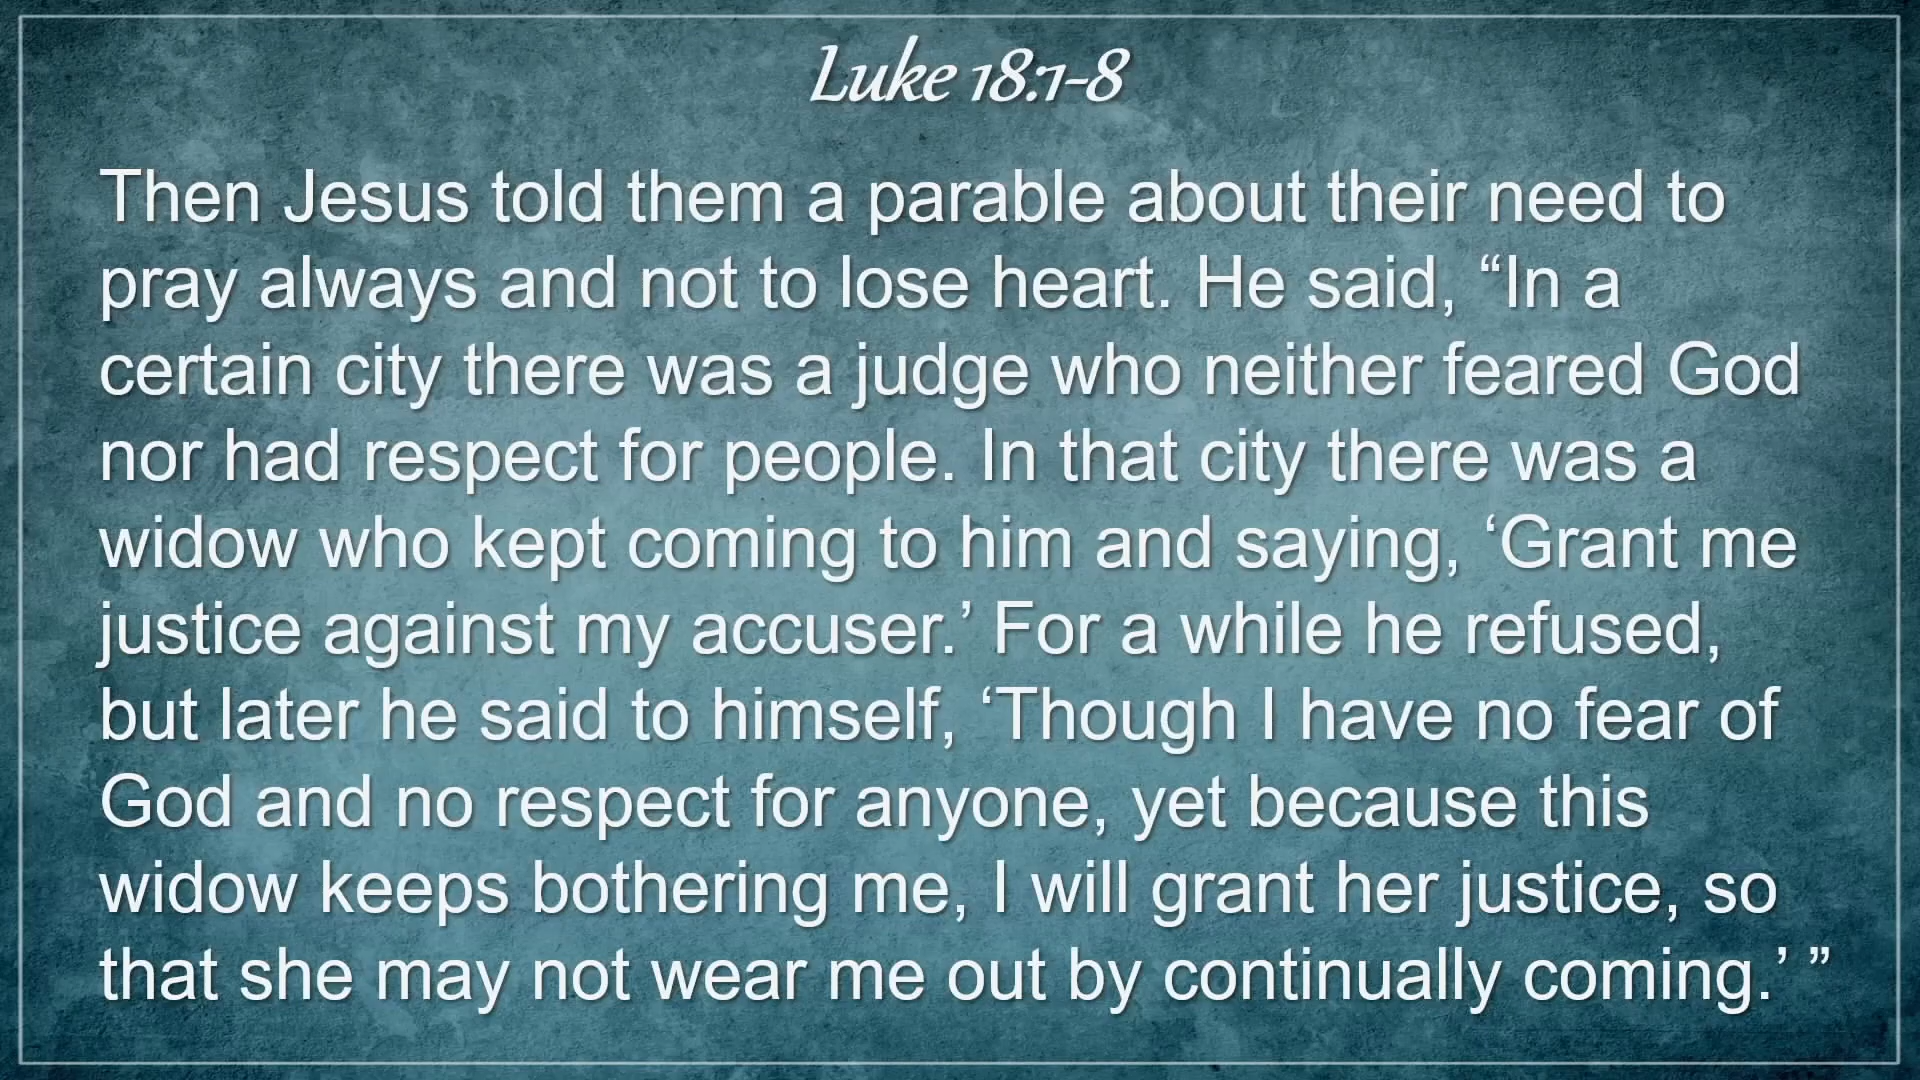 Luke 18:1-8
Then Jesus told them a parable about their need to
pray always and not to lose heart. He said, “In a
certain city there was a judge who neither feared God
nor had respect for people. In that city there was a
widow who kept coming to him and saying, ‘Grant me
justice against my accuser.’ For a while he refused,
but later he said to himself, ‘Though I have no fear of
God and no respect for anyone, yet because this
widow keeps bothering me, I will grant her justice, so
that she may not wear me out by continually coming.’ ”